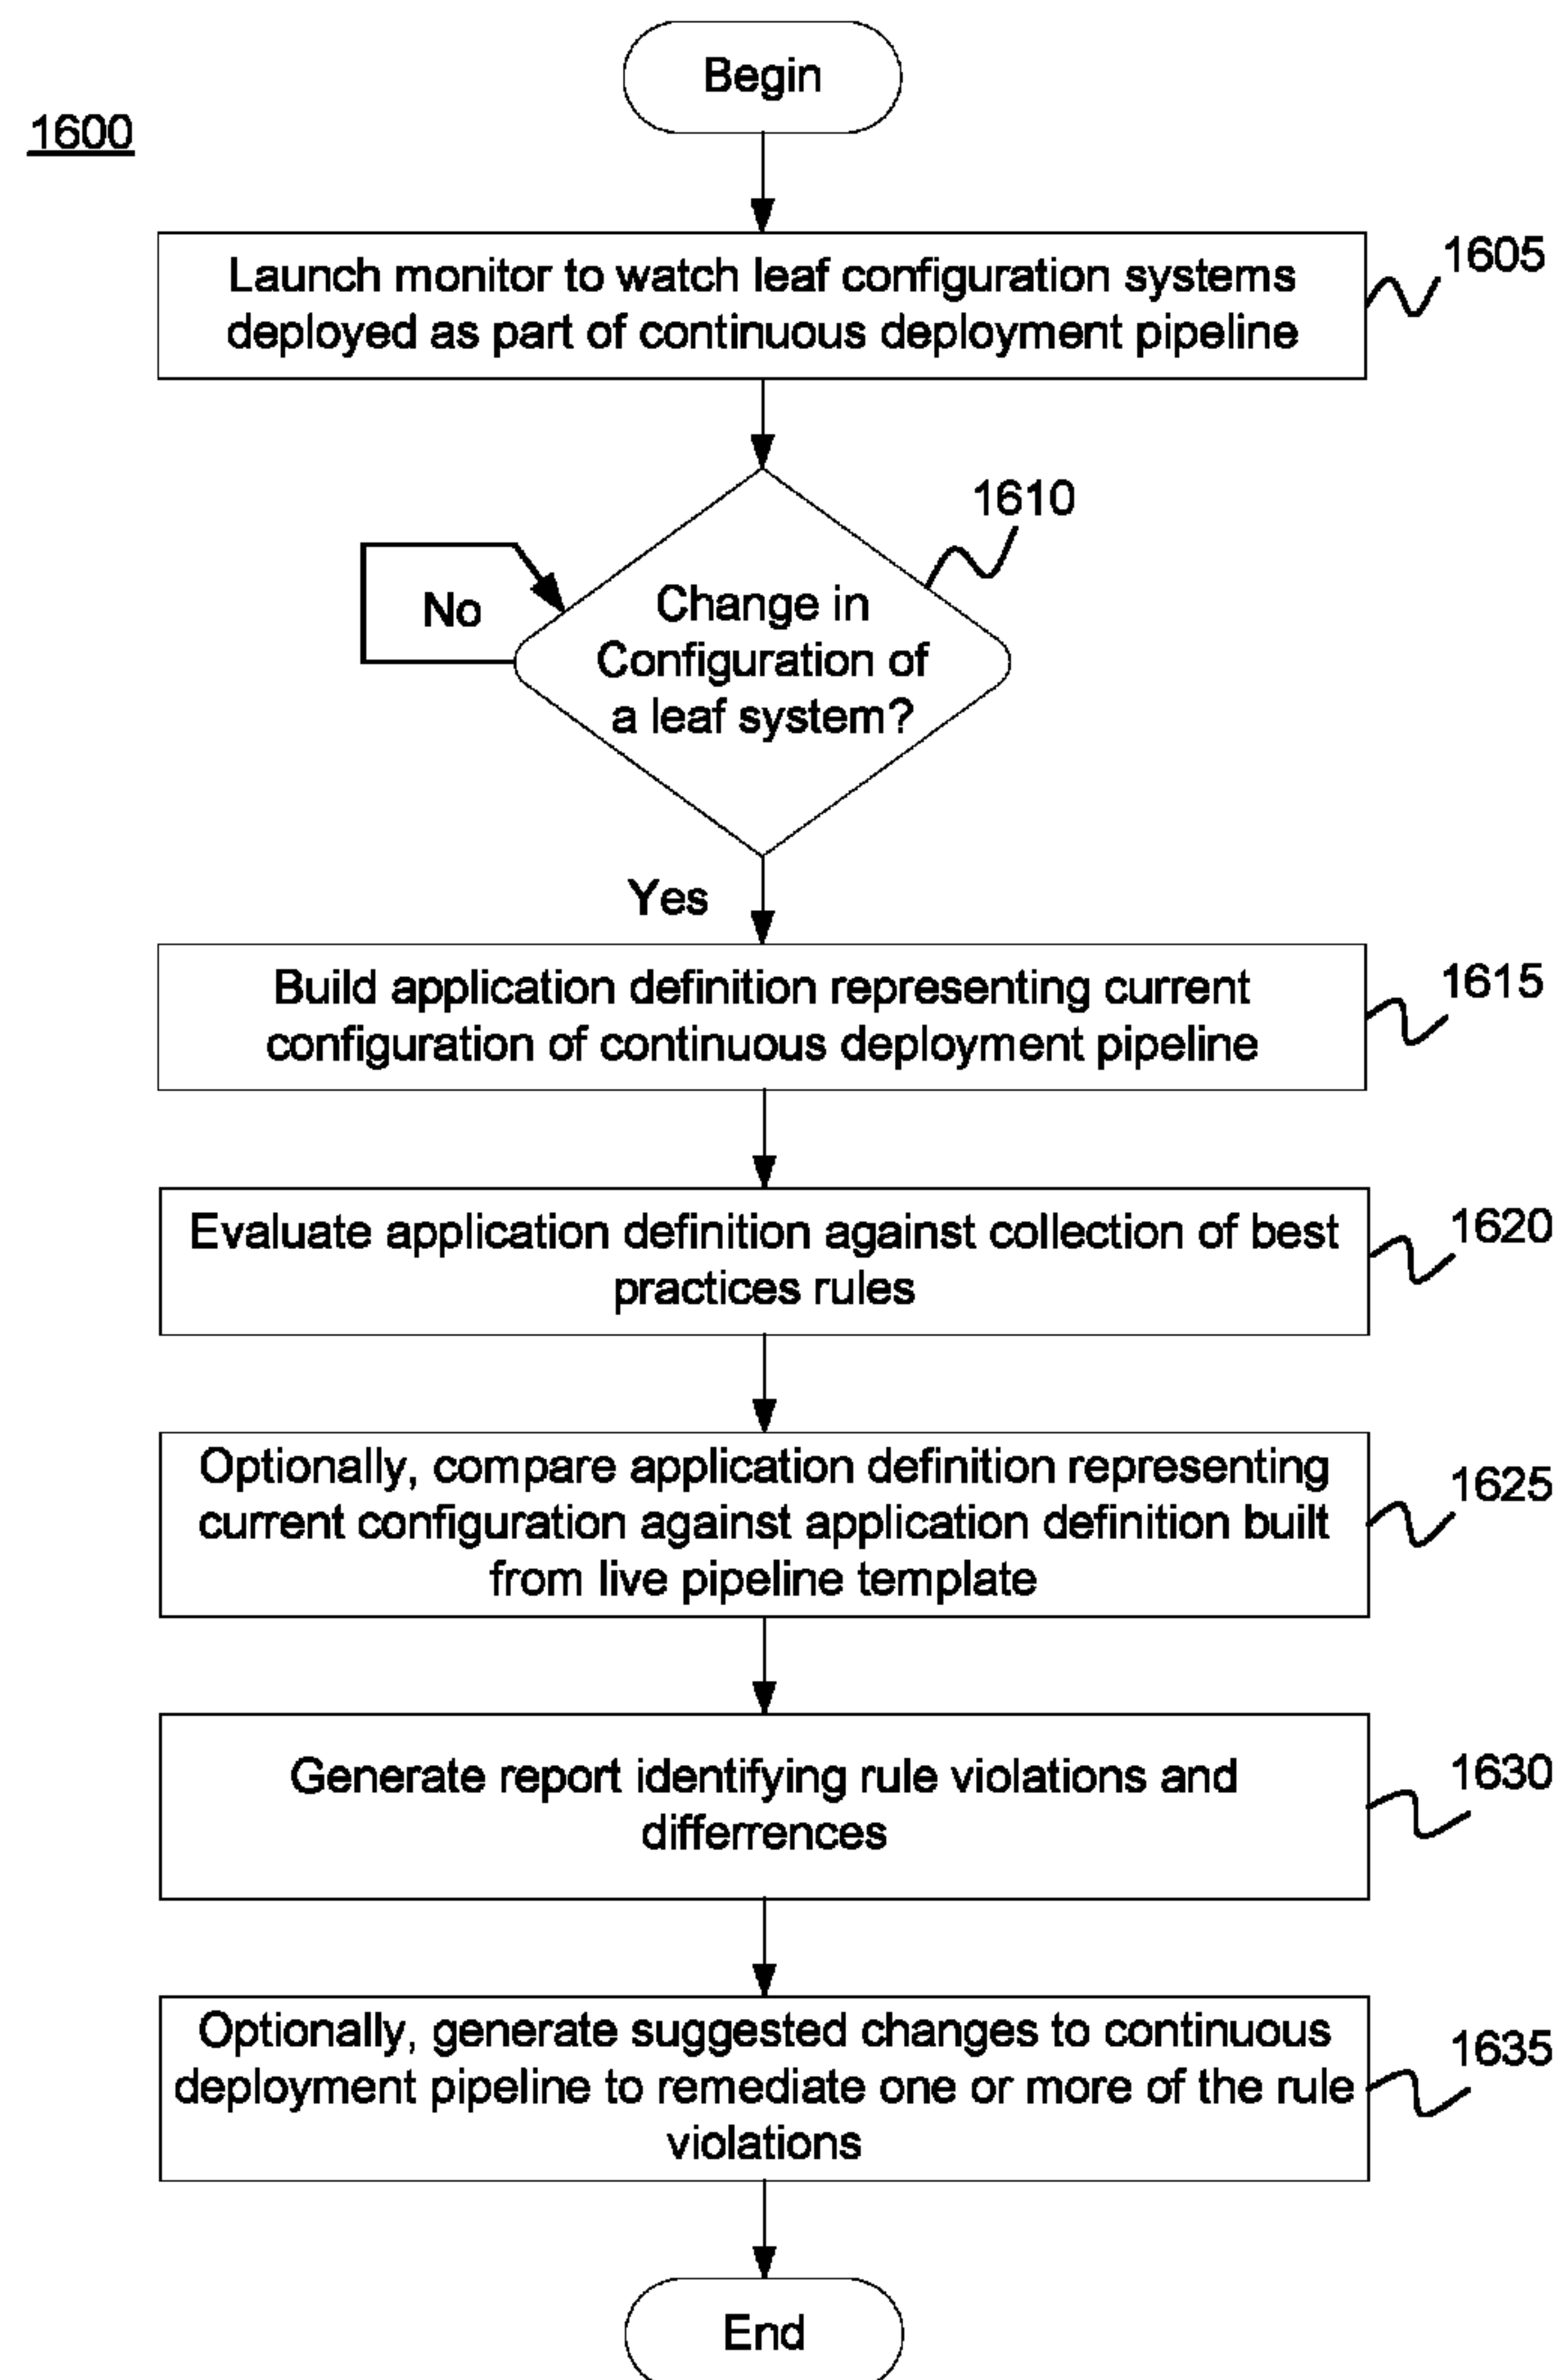 Begin
1600
Launch monitor to watch leaf configuration systems
deployed as part of continuous deployment pipeline
1605
1610
Change in
Configuration of
a leaf system?
No
Yes
Build application definition representing current
configuration of continuous deployment pipeline
1615
Evaluate application definition against collection of best
practices rules
1620
Optionally, compare application definition representing
current configuration against application definition built
from live pipeline template
1625
Generate report identifying rule violations and
differrences
1630
Optionally, generate suggested changes to continuous
deployment pipeline to remediate one or more of the rule
violations
1635
End